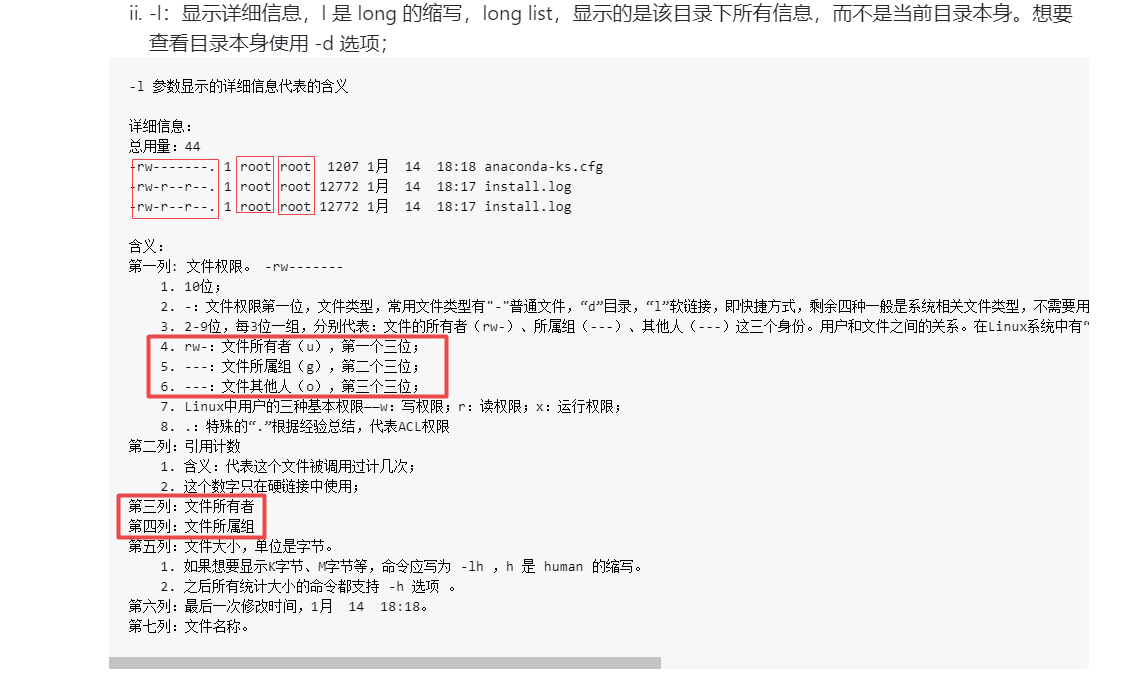 ii. -l：显示详细信息，l 是 long 的缩写，long list，显示的是该目录下所有信息，而不是当前目录本身。想要
查看目录本身使用 -d 选项；
-l 参数显示的详细信息代表的含义
详细信息：
总用量：44
-rw-------. 1 root root  1207 1月  14  18:18 anaconda-ks.cfg
-rw-r--r--. 1 root root 12772 1月  14  18:17 install.log
-rw-r--r--. 1 root root 12772 1月  14  18:17 install.log
含义：
第一列：文件权限。 -rw-------
1. 10位；
2. -：文件权限第一位，文件类型，常用文件类型有"-"普通文件，“d”目录，“l”软链接，即快捷方式，剩余四种一般是系统相关文件类型，不需要用
3. 2-9位，每3位一组，分别代表：文件的所有者（rw-）、所属组（---）、其他人（---）这三个身份。用户和文件之间的关系。在Linux系统中有“
4. rw-：文件所有者（u），第一个三位；
5. ---：文件所属组（g），第二个三位；
6. ---：文件其他人（o），第三个三位；
7. Linux中用户的三种基本权限——w：写权限；r：读权限；x：运行权限；
8. .：特殊的“.”根据经验总结，代表ACL权限
第二列：引用计数
1. 含义：代表这个文件被调用过计几次；
2. 这个数字只在硬链接中使用；
第三列：文件所有者
第四列：文件所属组
第五列：文件大小，单位是字节。
1. 如果想要显示K字节、M字节等，命令应写为 -lh ，h 是 human 的缩写。
2. 之后所有统计大小的命令都支持 -h 选项 。
第六列：最后一次修改时间，1月  14  18:18。
第七列：文件名称。